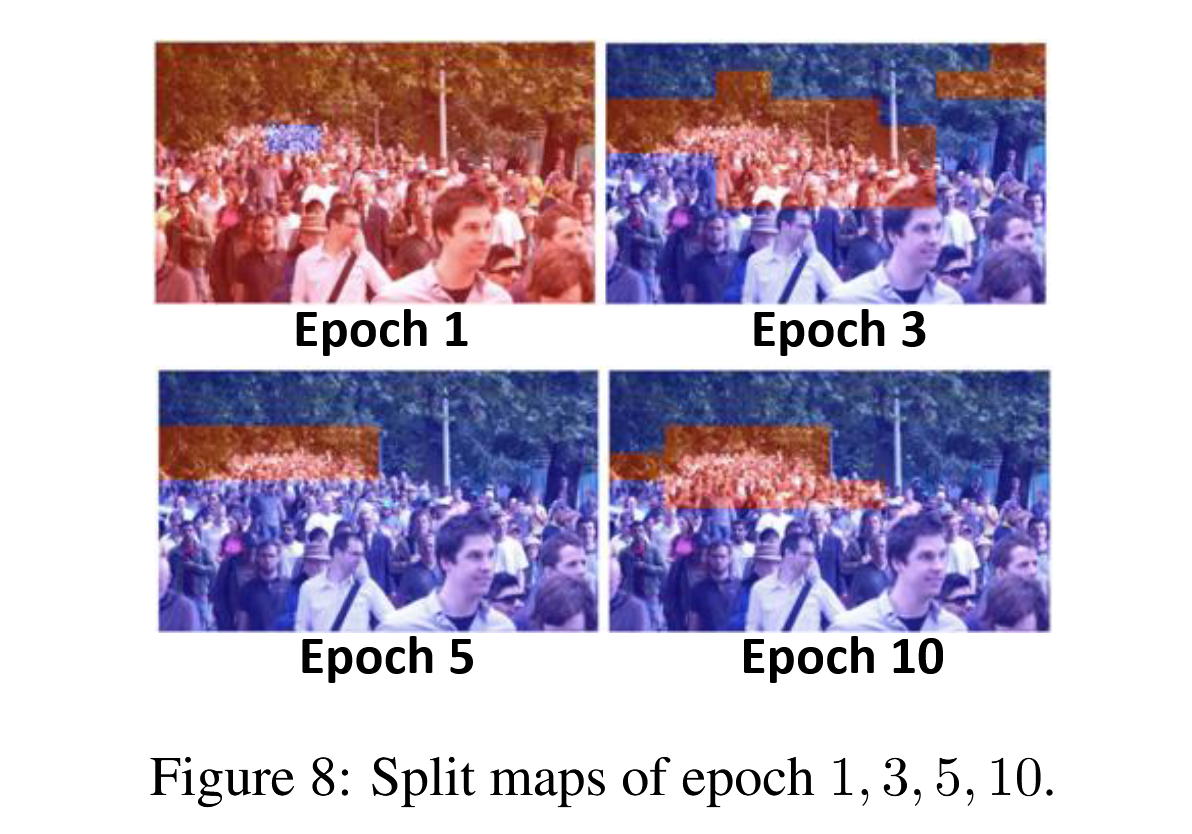 Epoch 1
Epoch 3
Epoch 5
Epoch 10
Figure 8: Split maps of epoch 1, 3, 5, 10.